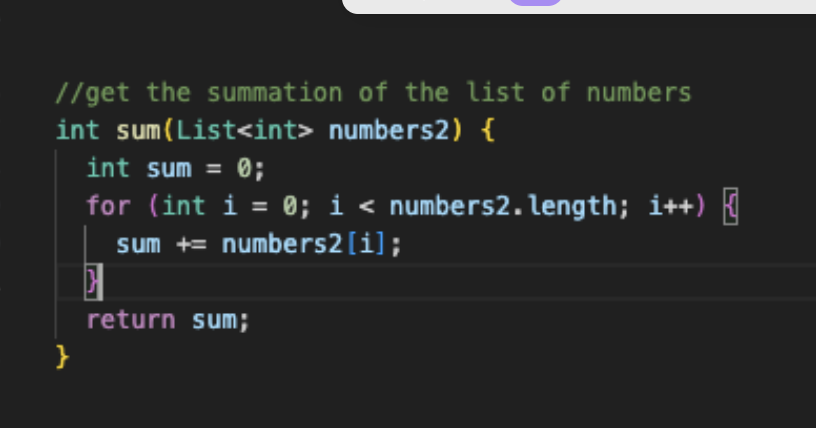 //get the summation of the list of numbers
int sum(List<int> numbers2) {
  int sum = 0;
  for (int i = 0; i < numbers2.length; i++) {
    sum += numbers2[i];
  }
  return sum;
}